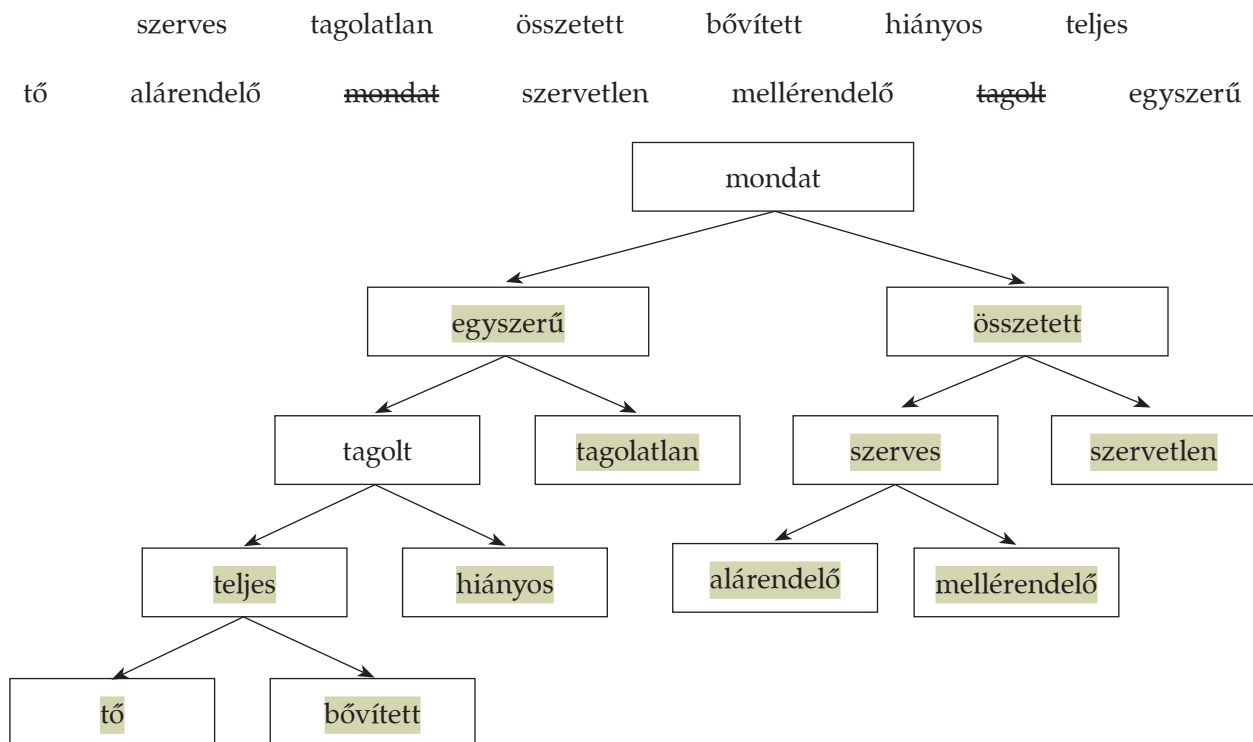 szerves tagolatlan összetett bővített hiányos teljes
tő alárendelő mondat szervetlen mellérendelő tagolt egyszerű
mondat
egyszerű összetett
tagolt tagolatlan szerves szervetlen
teljes hiányos alárendelő mellérendelő
tő bővített